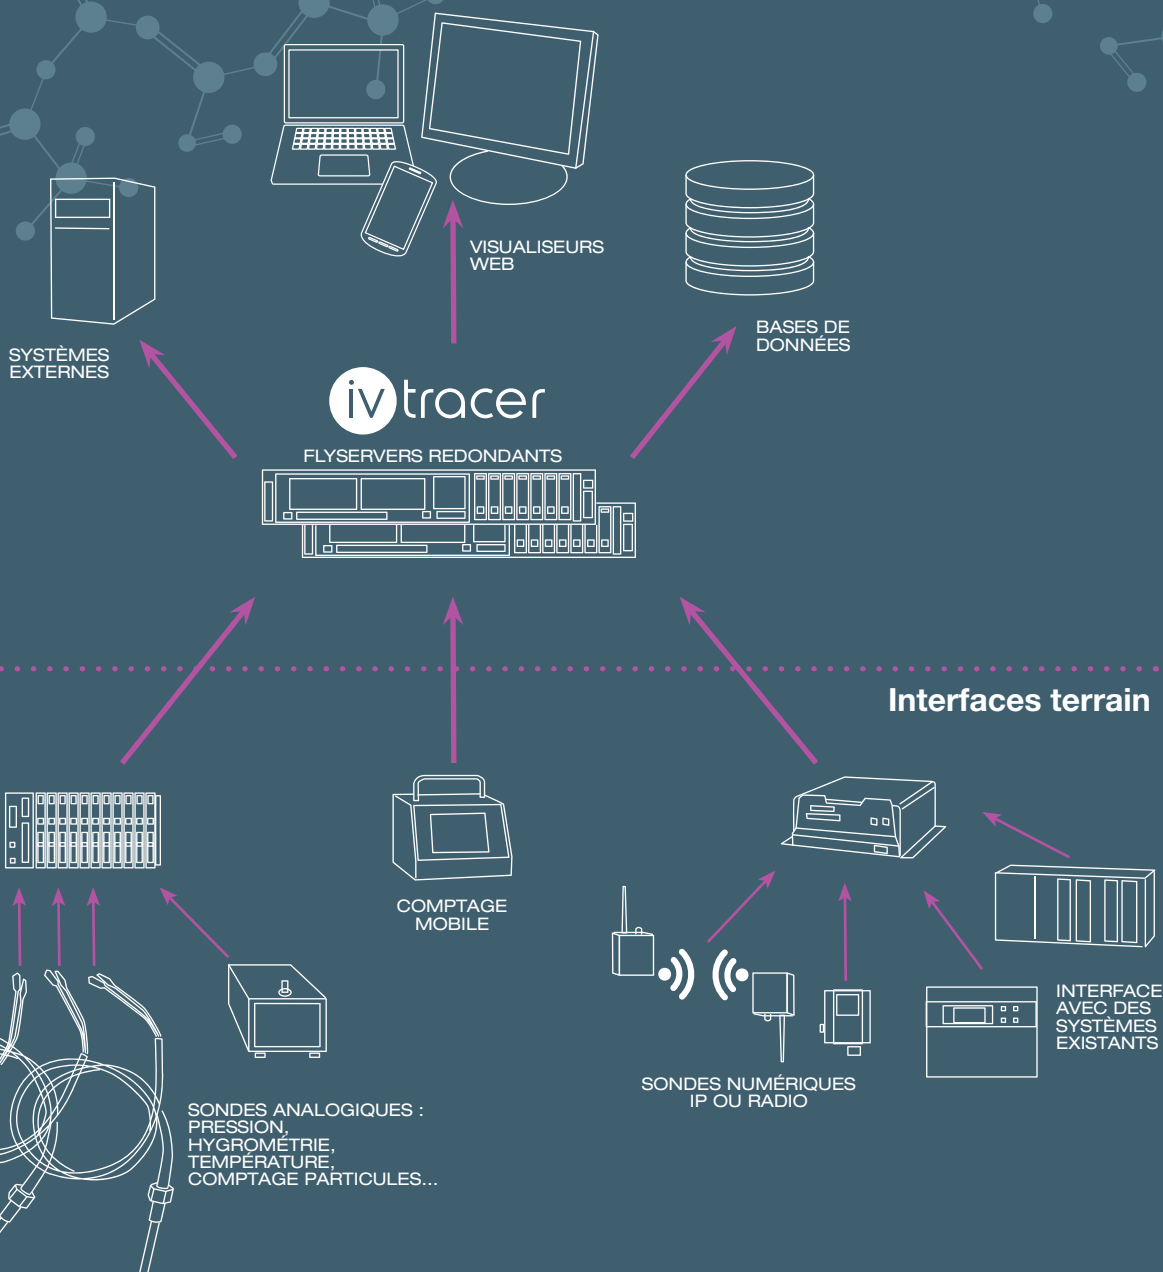 VISUALISEURS
WEB
BASES DE
DONNÉES
SYSTÈMES
EXTERNES
ivtracer
FLYSERVERS REDONDANTS
Interfaces terrain
COMPTAGE
MOBILE
INTERFACE
AVEC DES
SYSTÈMES
EXISTANTS
SONDES NUMÉRIQUES
IP OU RADIO
SONDES ANALOGIQUES :
PRESSION,
HYGROMÉTRIE,
TEMPÉRATURE,
COMPTAGE PARTICULES...